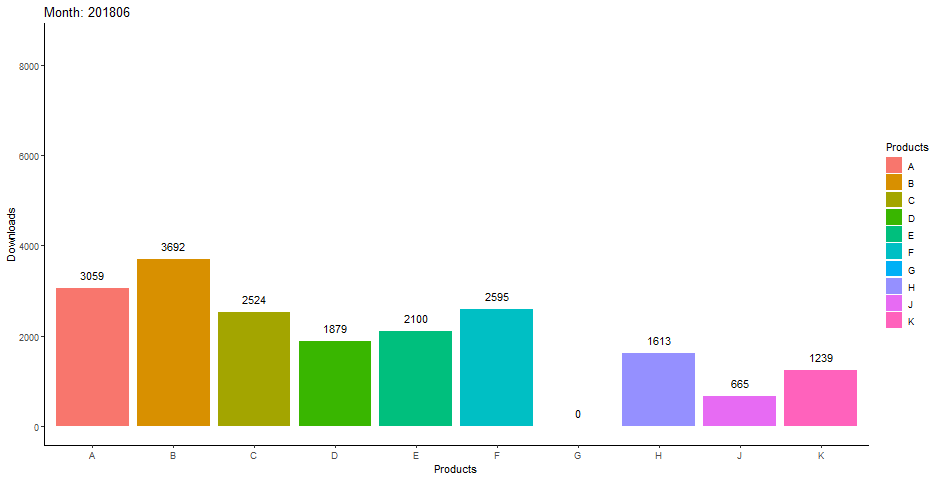 Month: 201806
8000
6000
4000
2000
0
Downloads
3059
3692
2524
1879
2100
2595
0
1613
665
1239
A B C D E F G H J K
Products
Products
A
B
C
D
E
F
G
H
J
K